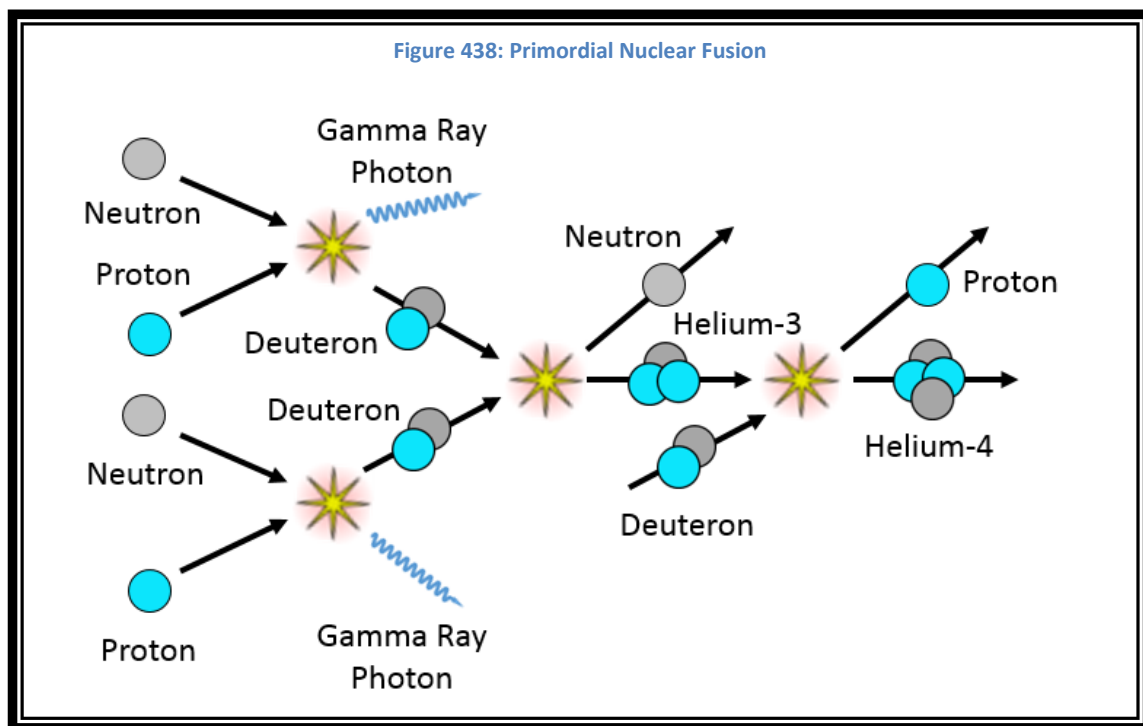 Figure 438: Primordial Nuclear Fusion
Gamma Ray
Photon
Neutron
Proton
Deuteron
Neutron
Helium-3
Proton
Deuteron
Neutron
Helium-4
Deuteron
Proton
Gamma Ray
Photon